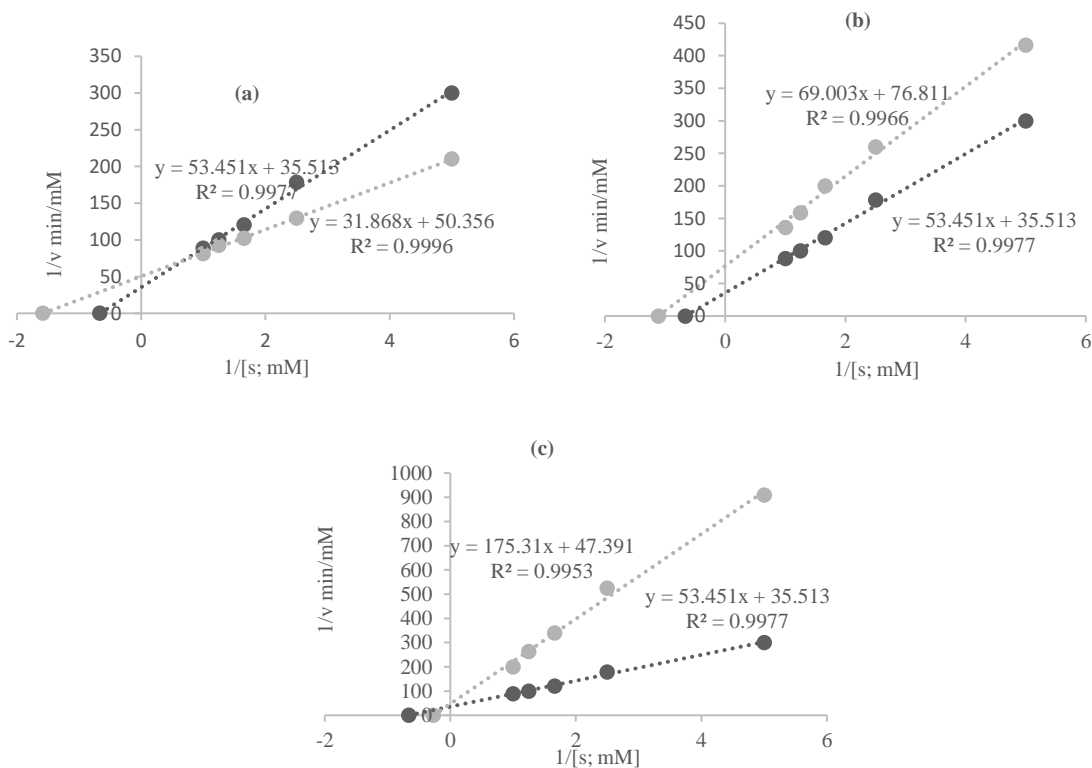 (a)
350
300
250
200
150
100
50
0
y = 53.451x + 35.513
R² = 0.9977
y = 31.868x + 50.356
R² = 0.9996
1/v min/mM
-2 0 2 4 6
1/[s; mM]
(b)
450
400
350
300
250
200
150
100
50
0
y = 69.003x + 76.811
R² = 0.9966
y = 53.451x + 35.513
R² = 0.9977
1/v min/mM
-2 0 2 4 6
1/[s; mM]
(c)
1000
900
800
700
600
500
400
300
200
100
0
y = 175.31x + 47.391
R² = 0.9953
y = 53.451x + 35.513
R² = 0.9977
1/v min/mM
-2 0 2 4 6
1/[s; mM]